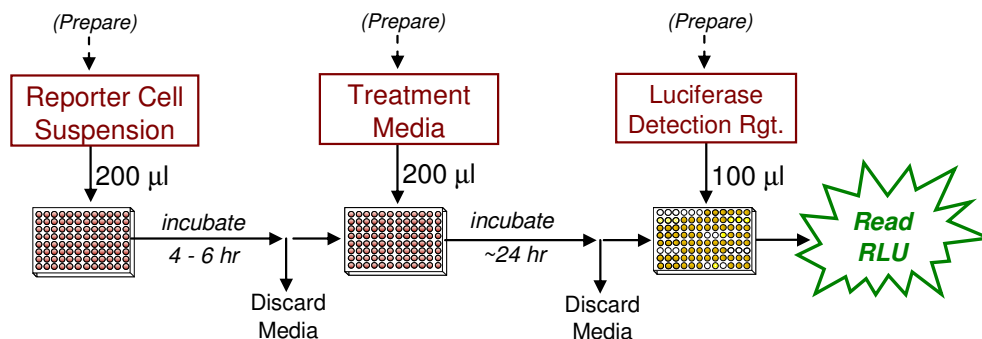 (Prepare)
(Prepare)
(Prepare)
Reporter Cell
Suspension
Treatment
Media
Luciferase
Detection Rgt.
200 µl
200 µl
100 µl
incubate
4 - 6 hr
incubate
~24 hr
Read
RLU
Discard
Media
Discard
Media